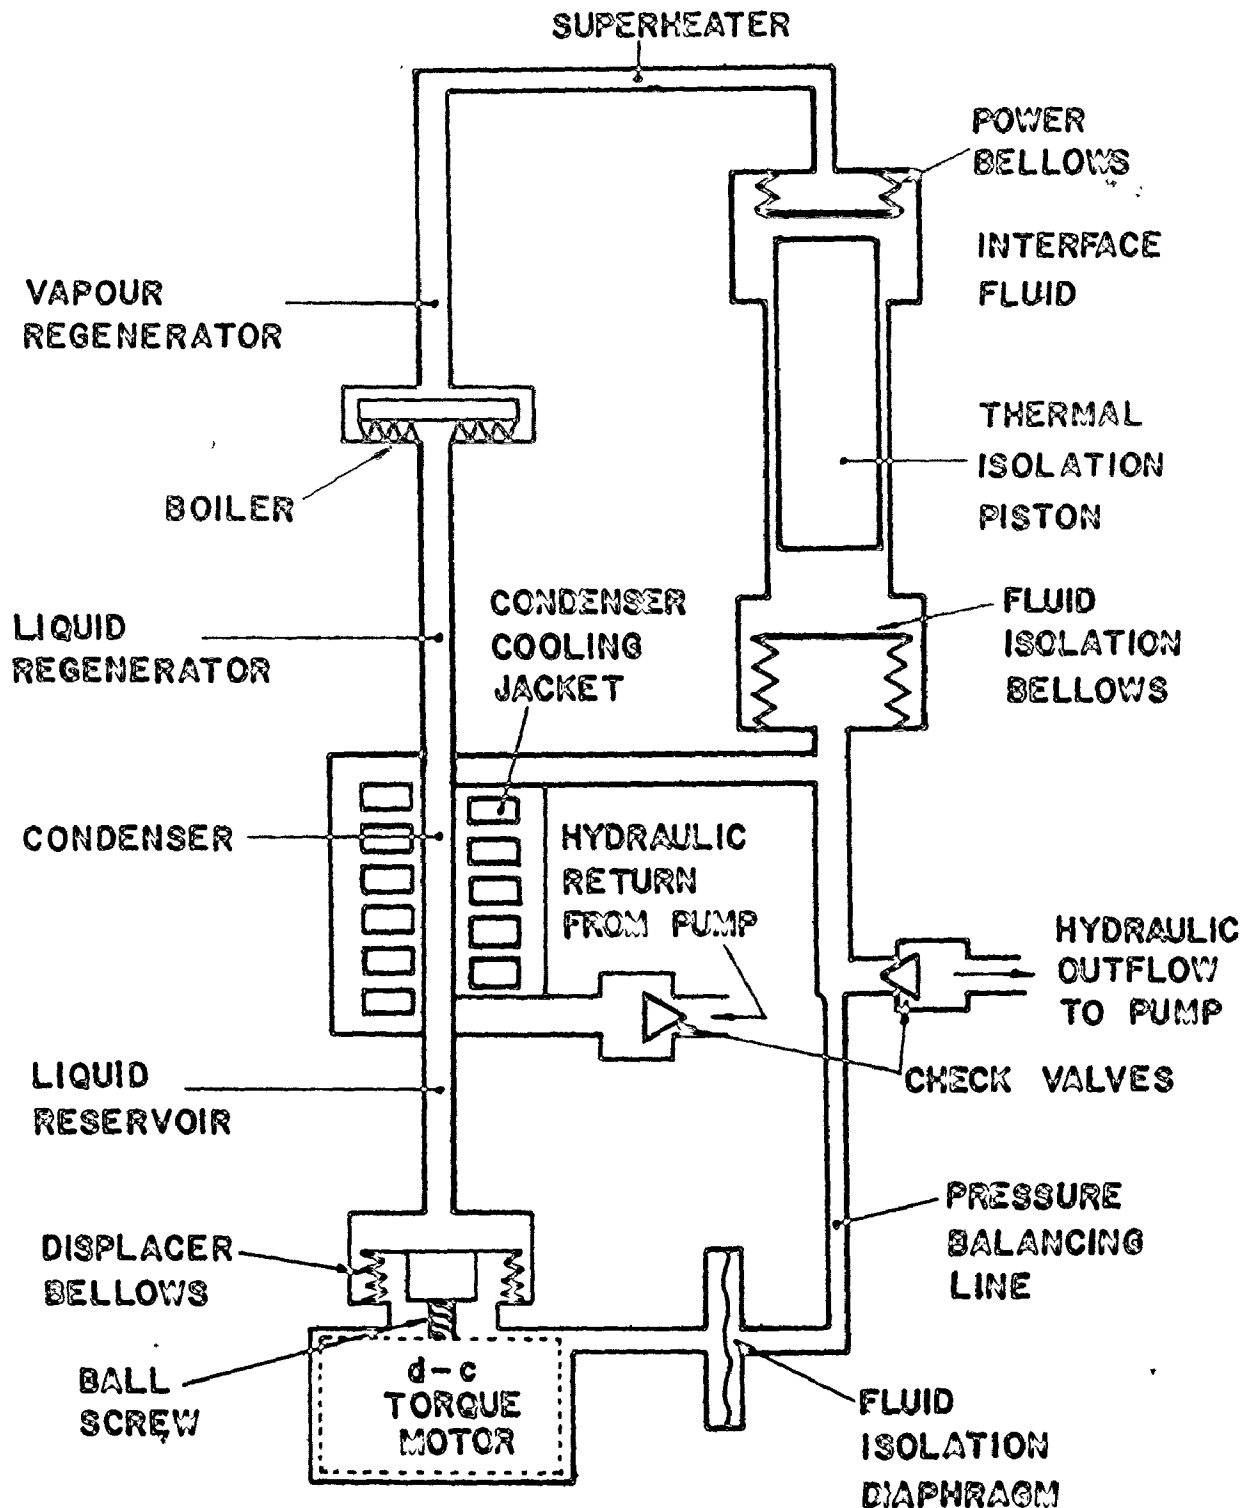 SUPERHEATER
POWER
BELLOWS
INTERFACE
FLUID
VAPOUR
REGENERATOR
THERMAL
ISOLATION
PISTON
BOILER
CONDENSER
COOLING
JACKET
FLUID
ISOLATION
BELLOWS
LIQUID
REGENERATOR
CONDENSER
HYDRAULIC
RETURN
FROM PUMP
HYDRAULIC
OUTFLOW
TO PUMP
CHECK VALVES
LIQUID
RESERVOIR
PRESSURE
BALANCING
LINE
DISPLACER
BELLOWS
BALL
SCREW
d-c
TORQUE
MOTOR
FLUID
ISOLATION
DIAPHRAGM